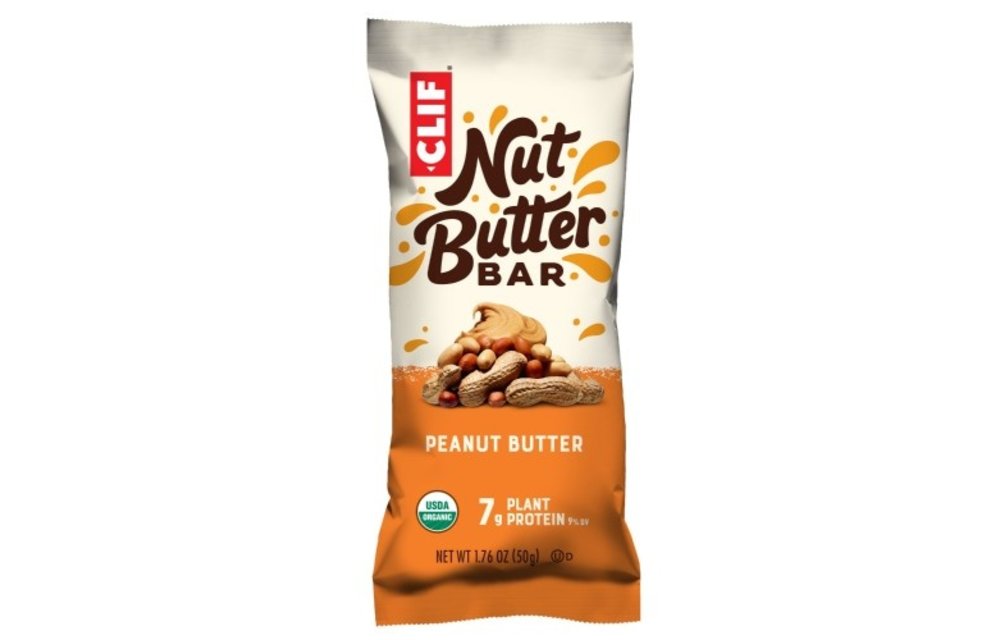 CLIF®
Nut
Butter
BAR
PEANUT BUTTER
USDA
ORGANIC
7g PLANT
PROTEIN 9% DV
NET WT 1.76 OZ (50g) Ⓤ D